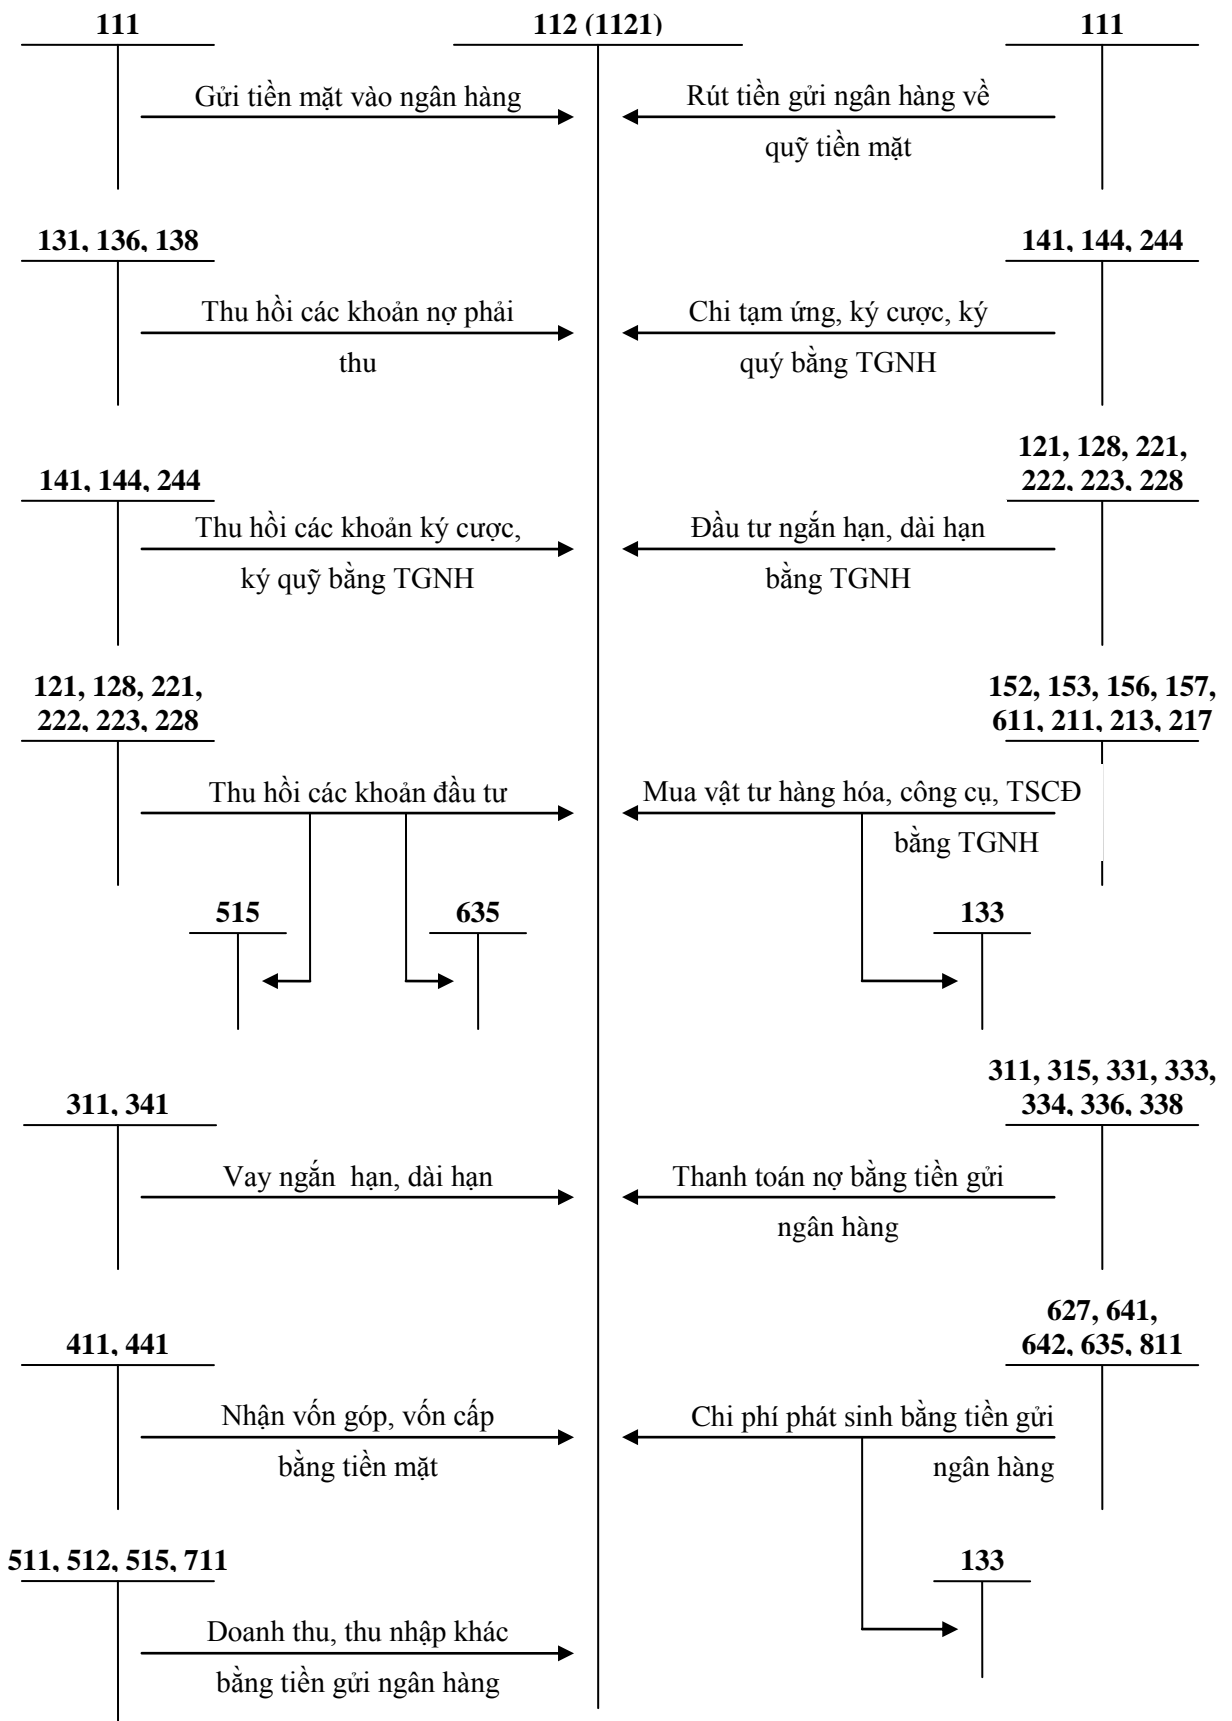 111
112 (1121)
111
Gửi tiền mặt vào ngân hàng
Rút tiền gửi ngân hàng về
quỹ tiền mặt
131, 136, 138
141, 144, 244
Thu hồi các khoản nợ phải
thu
Chi tạm ứng, ký cược, ký
quý bằng TGNH
141, 144, 244
121, 128, 221,
222, 223, 228
Thu hồi các khoản ký cược,
ký quỹ bằng TGNH
Đầu tư ngắn hạn, dài hạn
bằng TGNH
121, 128, 221,
222, 223, 228
152, 153, 156, 157,
611, 211, 213, 217
Thu hồi các khoản đầu tư
Mua vật tư hàng hóa, công cụ, TSCĐ
bằng TGNH
515
635
133
311, 341
311, 315, 331, 333,
334, 336, 338
Vay ngắn hạn, dài hạn
Thanh toán nợ bằng tiền gửi
ngân hàng
411, 441
627, 641,
642, 635, 811
Nhận vốn góp, vốn cấp
bằng tiền mặt
Chi phí phát sinh bằng tiền gửi
ngân hàng
511, 512, 515, 711
133
Doanh thu, thu nhập khác
bằng tiền gửi ngân hàng